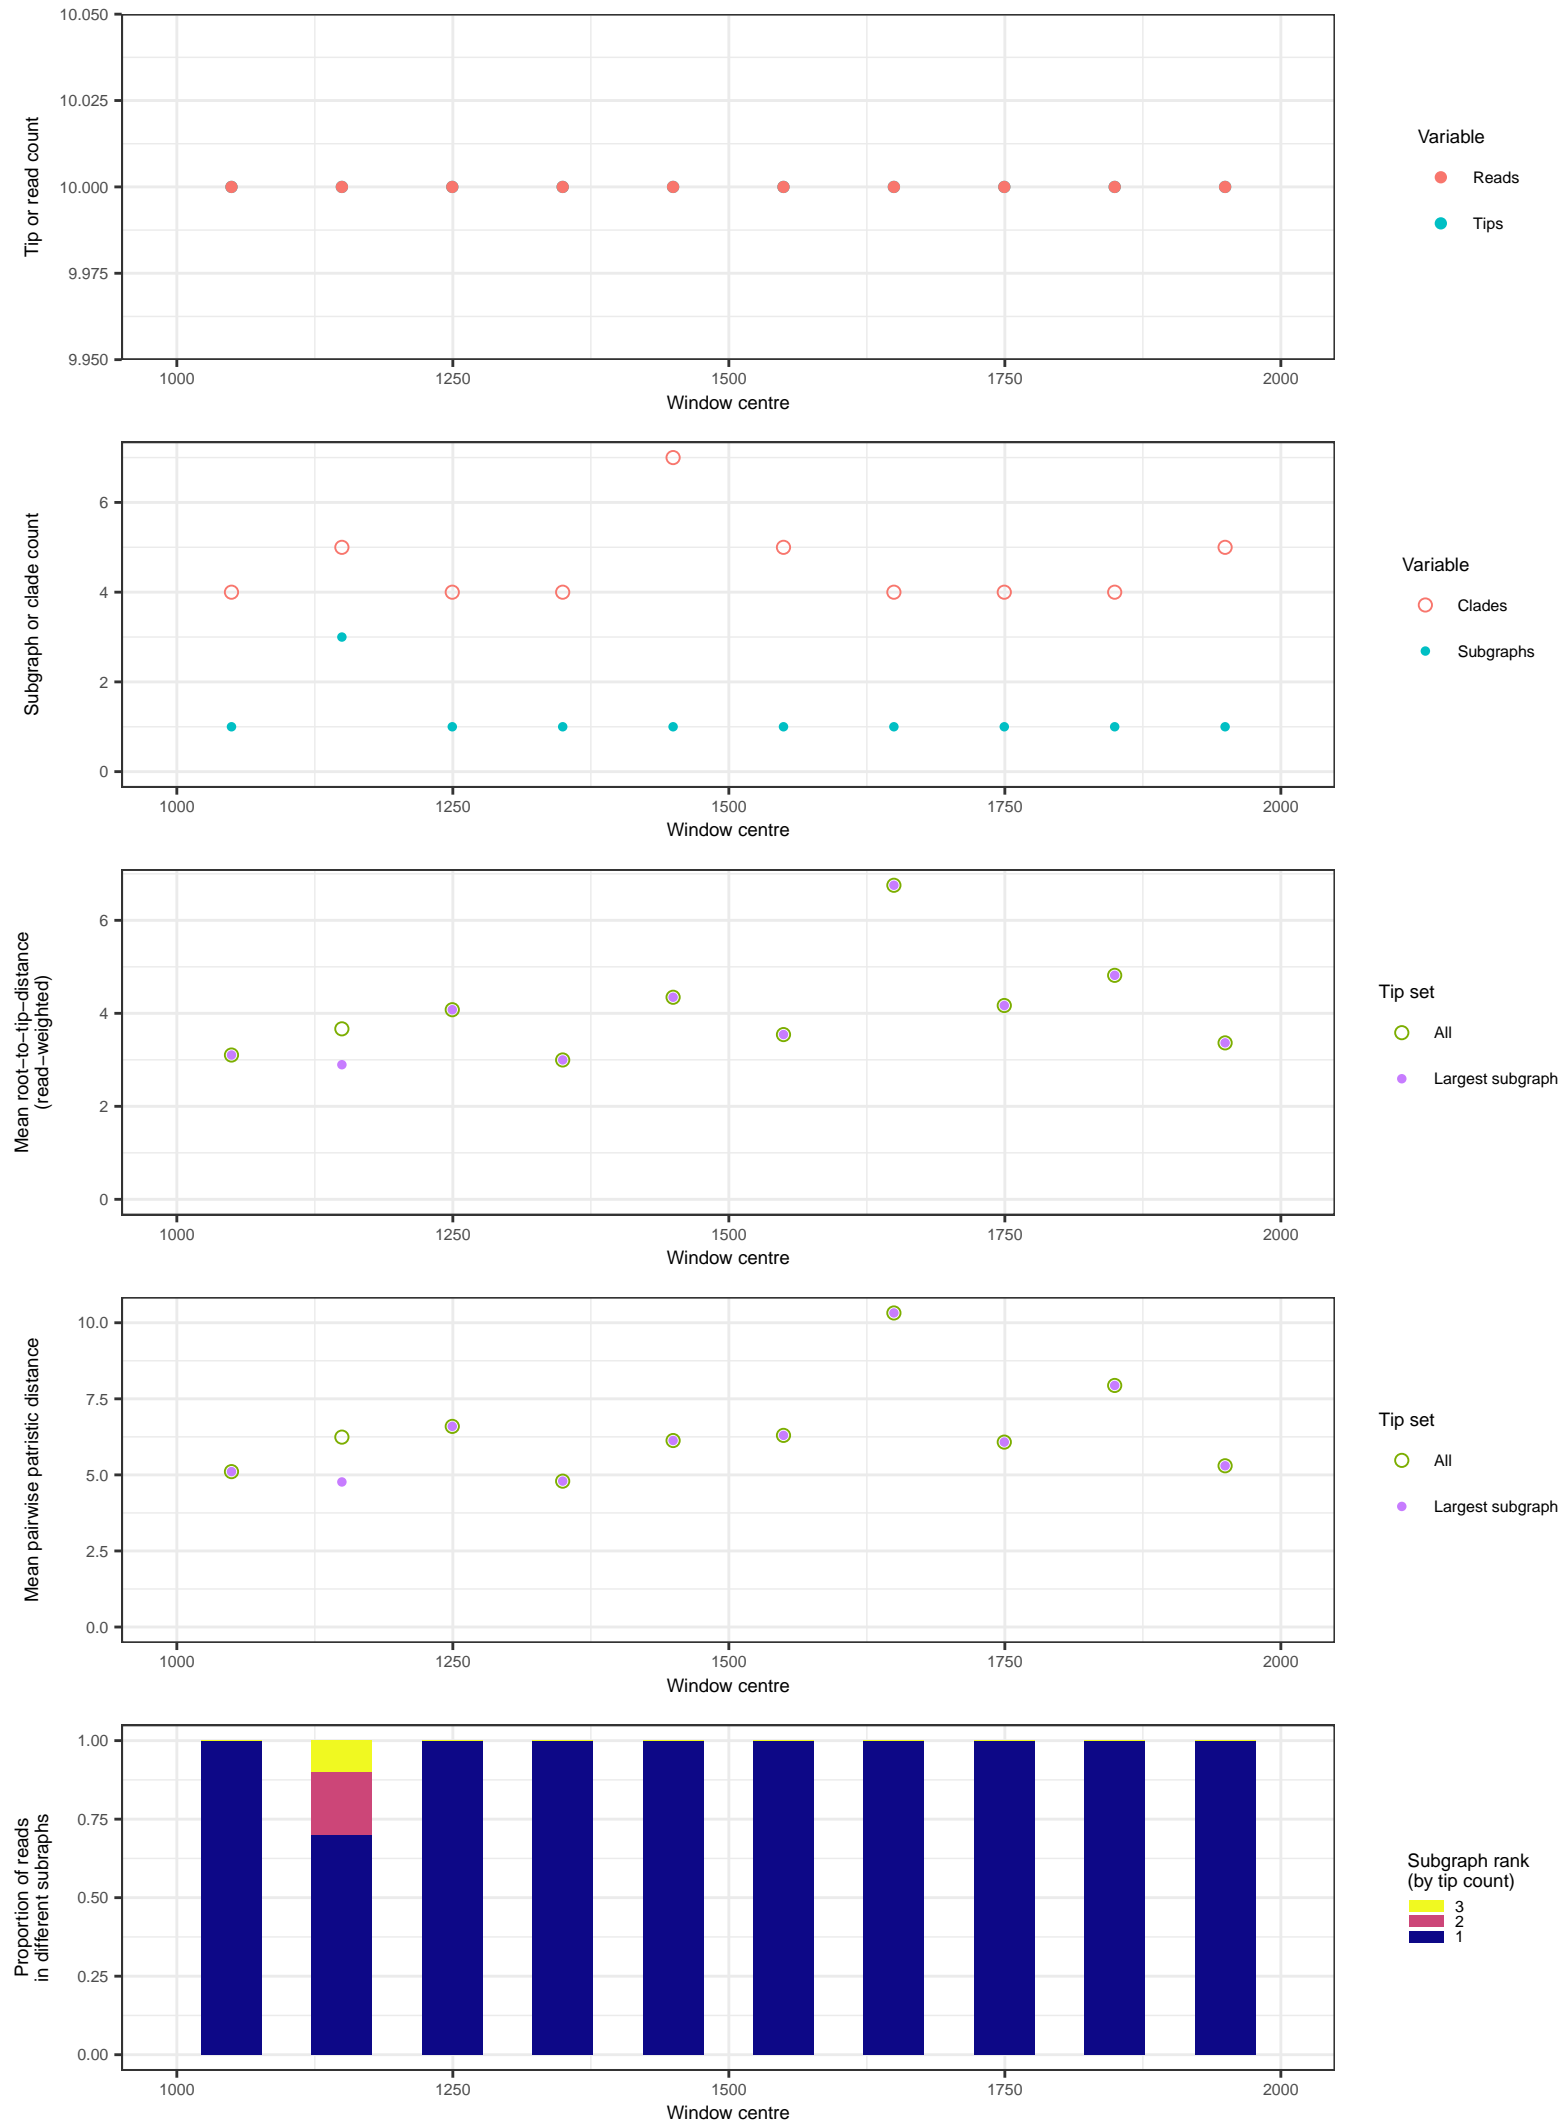 10.050
10.025
10.000
9.975
9.950
Tip or read count
1000 1250 1500 1750 2000
Window centre
Variable
Reads
Tips
6
4
2
0
Subgraph or clade count
1000 1250 1500 1750 2000
Window centre
Variable
Clades
Subgraphs
6
4
2
0
Mean root−to−tip−distance
(read−weighted)
1000 1250 1500 1750 2000
Window centre
Tip set
All
Largest subgraph
10.0
7.5
5.0
2.5
0.0
Mean pairwise patristic distance
1000 1250 1500 1750 2000
Window centre
Tip set
All
Largest subgraph
1.00
0.75
0.50
0.25
0.00
Proportion of reads
in different subraphs
1000 1250 1500 1750 2000
Window centre
Subgraph rank
(by tip count)
3
2
1